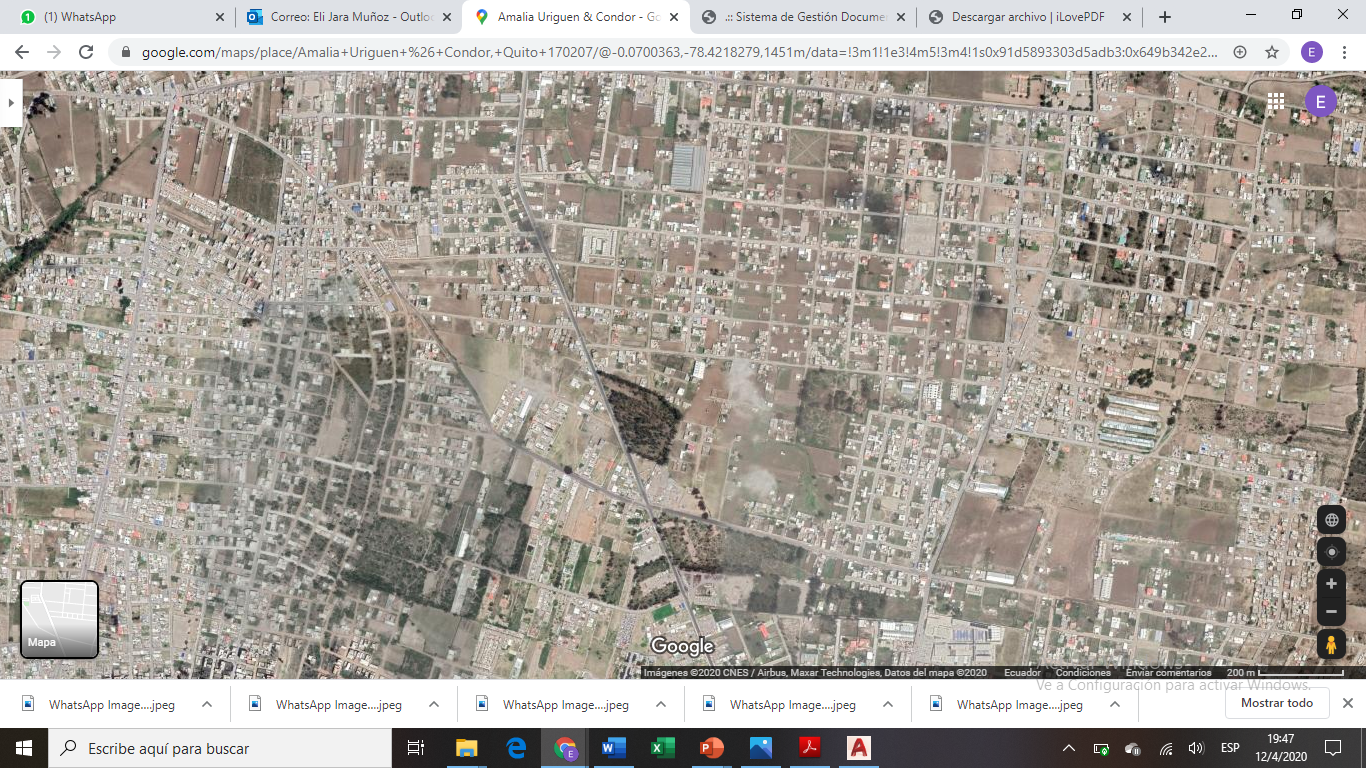 (1) WhatsApp
Correo: Eli Jara Muñoz - Outloo
Amalia Uriguen & Condor - Go
.:: Sistema de Gestión Documen
Descargar archivo | iLovePDF
google.com/maps/place/Amalia+Uriguen+%26+Condor,+Quito+170207/@-0.0700363,-78.4218279,1451m/data=!3m1!1e3!4m5!3m4!1s0x91d5893303d5adb3:0x649b342e2...
E
E
Mapa
Google
Imágenes ©2020 CNES / Airbus, Maxar Technologies, Datos del mapa ©2020 Ecuador Condiciones Enviar comentarios 200 m
Ve a Configuración para activar Windows.
WhatsApp Image....jpeg
WhatsApp Image....jpeg
WhatsApp Image....jpeg
WhatsApp Image....jpeg
WhatsApp Image....jpeg
Mostrar todo
Escribe aquí para buscar
ESP
19:47
12/4/2020